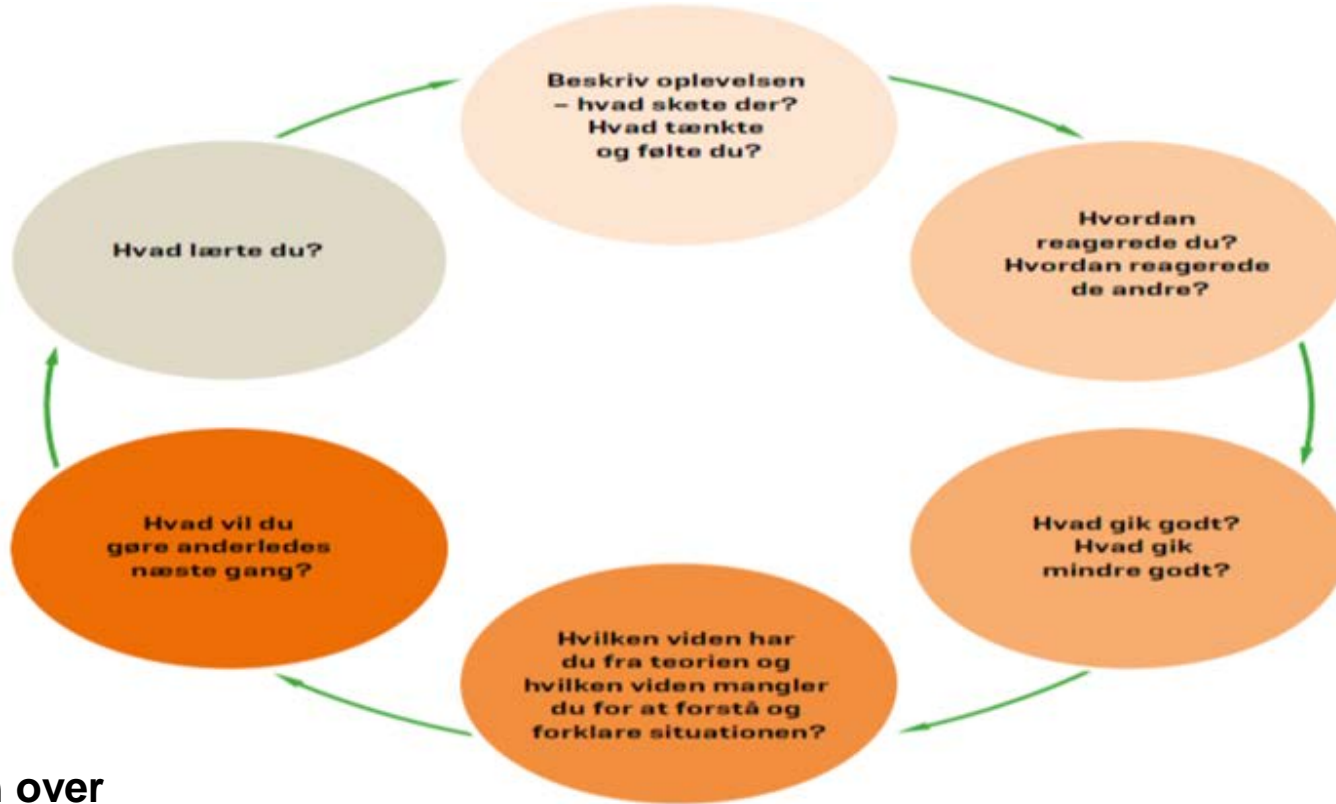 Beskriv oplevelsen
– hvad skete der?
Hvad tænkte
og følte du?
Hvordan
reagerede du?
Hvordan reagerede
de andre?
Hvad gik godt?
Hvad gik
mindre godt?
Hvilken viden har
du fra teorien og
hvilken viden mangler
du for at forstå og
forklare situationen?
Hvad vil du
gøre anderledes
næste gang?
Hvad lærte du?
over